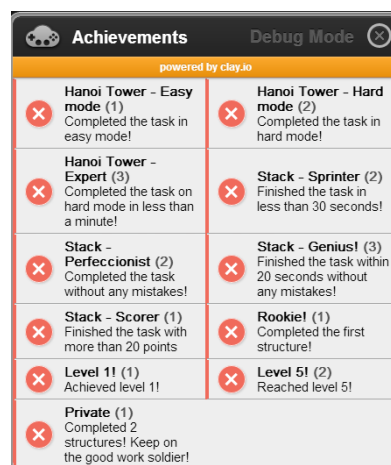 Achievements
Debug Mode
powered by clay.io
Hanoi Tower - Easy
mode (1)
Completed the task in
easy mode!
Hanoi Tower - Hard
mode (2)
Completed the task in
hard mode!
Hanoi Tower -
Expert (3)
Completed the task on
hard mode in less than
a minute!
Stack - Sprinter (2)
Finished the task in
less than 30 seconds!
Stack -
Perfeccionist (2)
Completed the task
without any mistakes!
Stack - Genius! (3)
Finished the task within
20 seconds without
any mistakes!
Stack - Scorer (1)
Finished the task with
more than 20 points
Rookie! (1)
Completed the first
structure!
Level 1! (1)
Achieved level 1!
Level 5! (2)
Reached level 5!
Private (1)
Completed 2
structures! Keep on
the good work soldier!